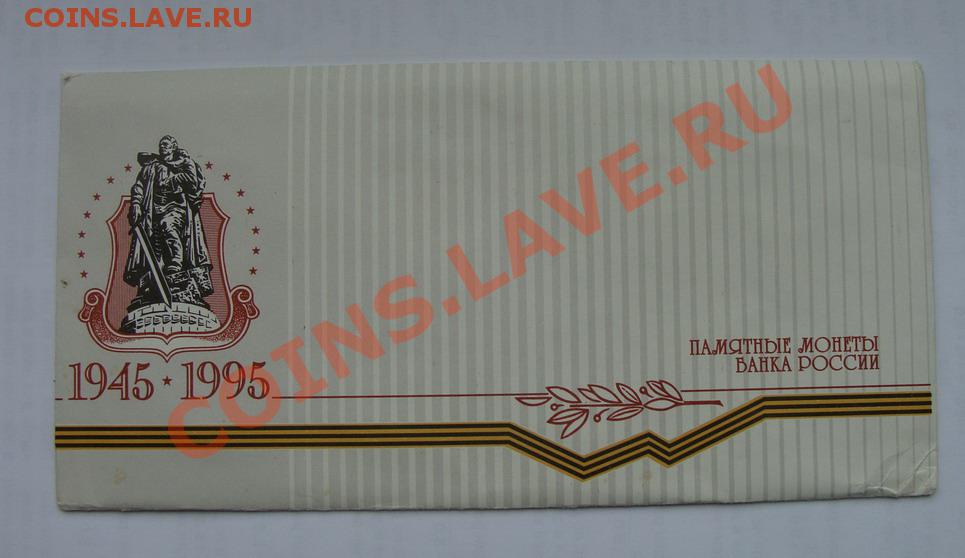 COINS.LAVE.RU
COINS.LAVE.RU
ПАМЯТНЫЕ МОНЕТЫ
БАНКА РОССИИ
1945 ★ 1995